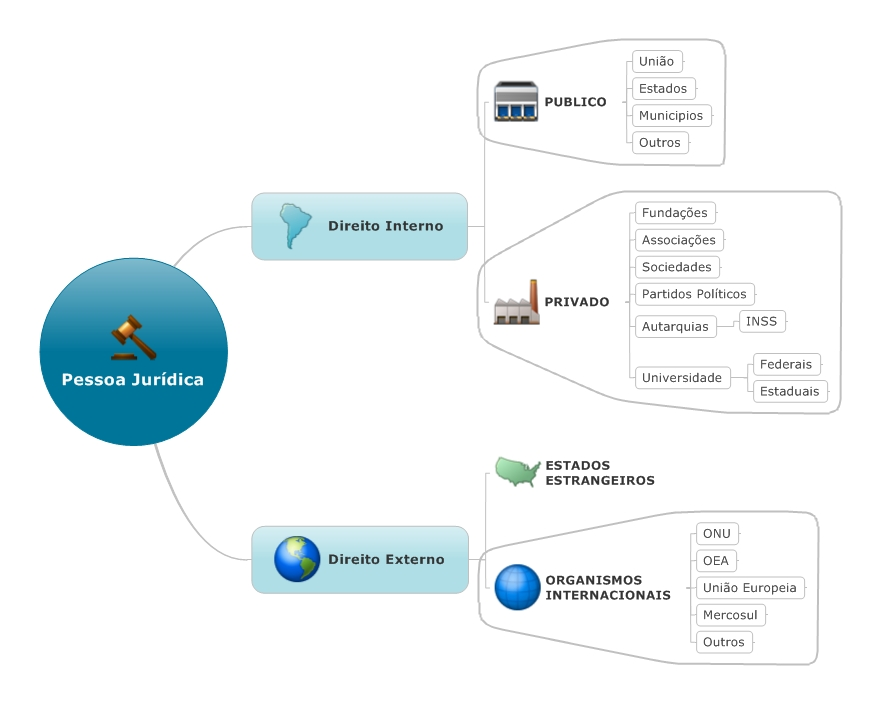 Pessoa Jurídica
Direito Interno
PUBLICO
União
Estados
Municipios
Outros
PRIVADO
Fundações
Associações
Sociedades
Partidos Políticos
Autarquias
INSS
Universidade
Federais
Estaduais
Direito Externo
ESTADOS
ESTRANGEIROS
ORGANISMOS
INTERNACIONAIS
ONU
OEA
União Europeia
Mercosul
Outros